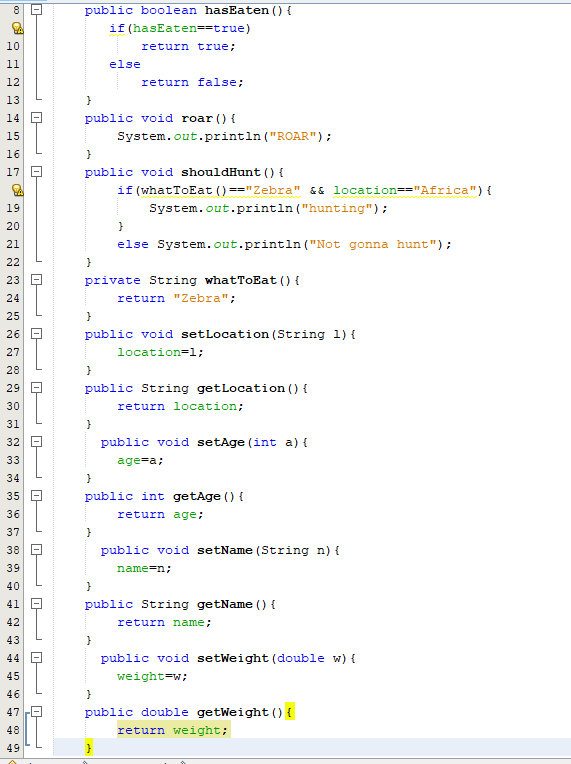 8 public boolean hasEaten(){
if(hasEaten==true)
10 return true;
11 else
12 return false;
13 }
14 public void roar(){
15 System.out.println("ROAR");
16 }
17 public void shouldHunt(){
if(whatToEat()=="Zebra" && location=="Africa"){
19 System.out.println("hunting");
20 }
21 else System.out.println("Not gonna hunt");
22 }
23 private String whatToEat(){
24 return "Zebra";
25 }
26 public void setLocation(String l){
27 location=l;
28 }
29 public String getLocation(){
30 return location;
31 }
32 public void setAge(int a){
33 age=a;
34 }
35 public int getAge(){
36 return age;
37 }
38 public void setName(String n){
39 name=n;
40 }
41 public String getName(){
42 return name;
43 }
44 public void setWeight(double w){
45 weight=w;
46 }
47 public double getWeight(){
48 return weight;
49 }